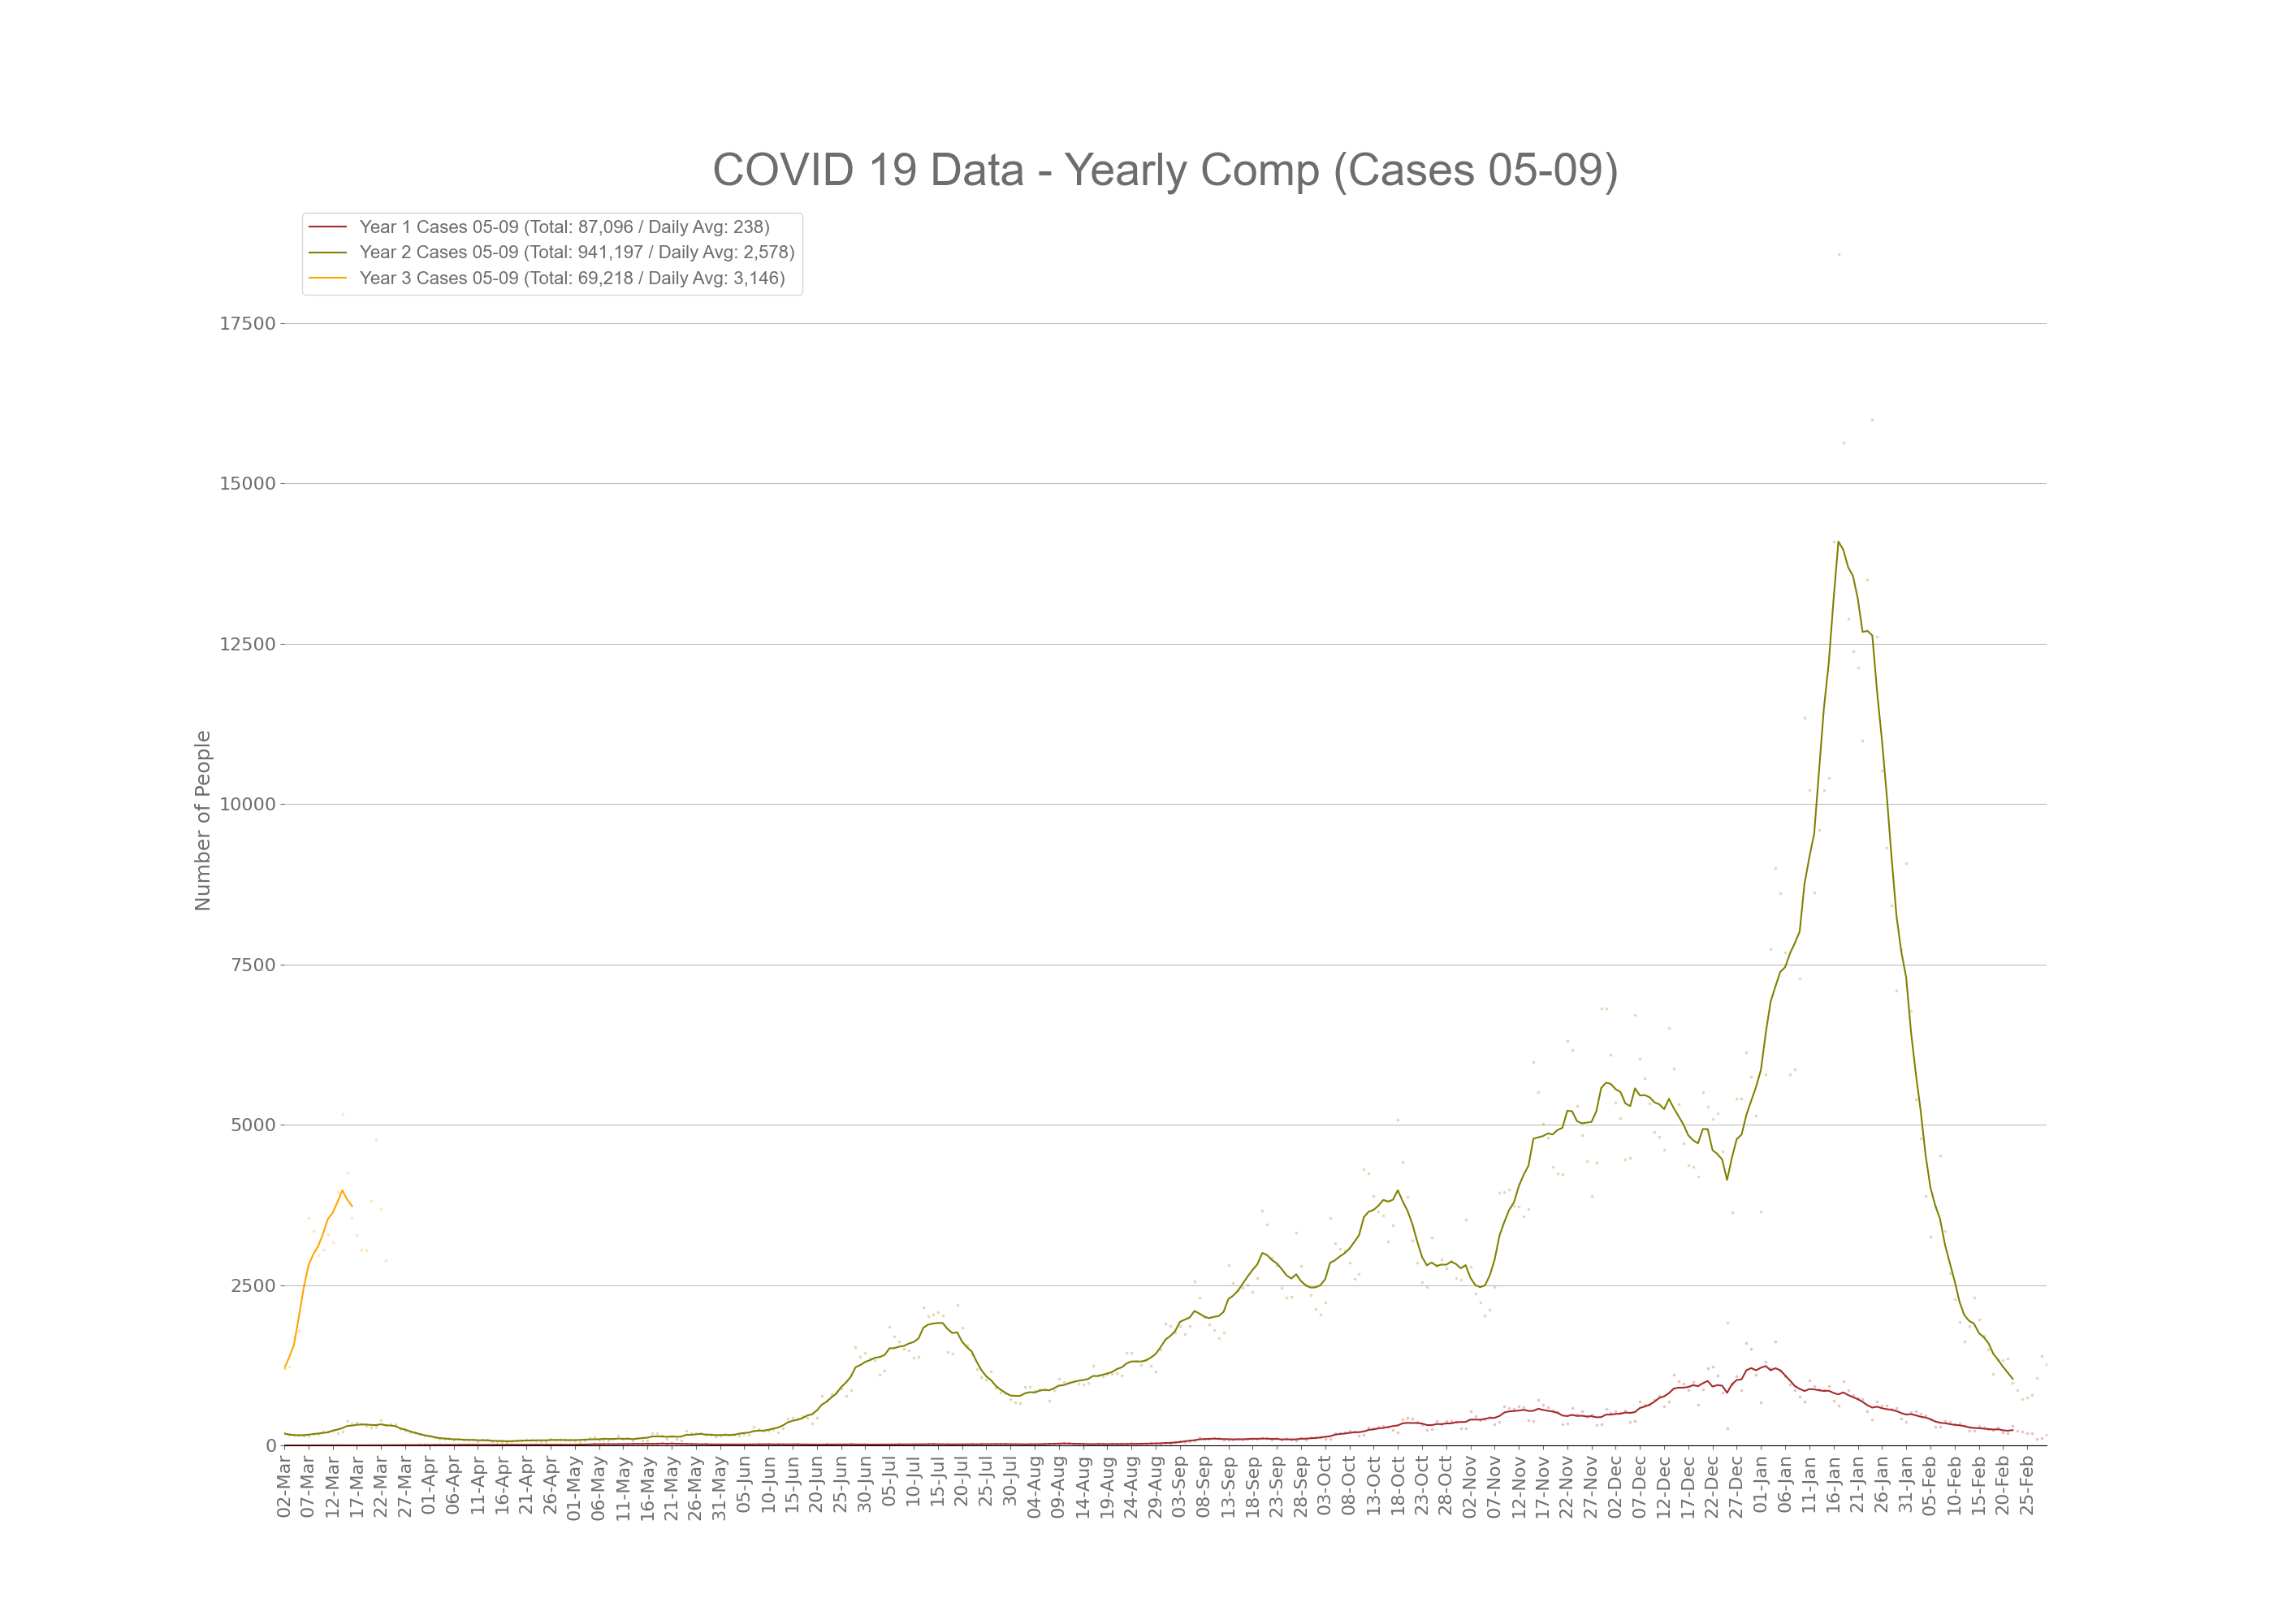 COVID 19 Data - Yearly Comp (Cases 05-09)
Year 1 Cases 05-09 (Total: 87,096 / Daily Avg: 238)
Year 2 Cases 05-09 (Total: 941,197 / Daily Avg: 2,578)
Year 3 Cases 05-09 (Total: 69,218 / Daily Avg: 3,146)
Number of People
17500
15000
12500
10000
7500
5000
2500
0
02-Mar
07-Mar
12-Mar
17-Mar
22-Mar
27-Mar
01-Apr
06-Apr
11-Apr
16-Apr
21-Apr
26-Apr
01-May
06-May
11-May
16-May
21-May
26-May
31-May
05-Jun
10-Jun
15-Jun
20-Jun
25-Jun
30-Jun
05-Jul
10-Jul
15-Jul
20-Jul
25-Jul
30-Jul
04-Aug
09-Aug
14-Aug
19-Aug
24-Aug
29-Aug
03-Sep
08-Sep
13-Sep
18-Sep
23-Sep
28-Sep
03-Oct
08-Oct
13-Oct
18-Oct
23-Oct
28-Oct
02-Nov
07-Nov
12-Nov
17-Nov
22-Nov
27-Nov
02-Dec
07-Dec
12-Dec
17-Dec
22-Dec
27-Dec
01-Jan
06-Jan
11-Jan
16-Jan
21-Jan
26-Jan
31-Jan
05-Feb
10-Feb
15-Feb
20-Feb
25-Feb